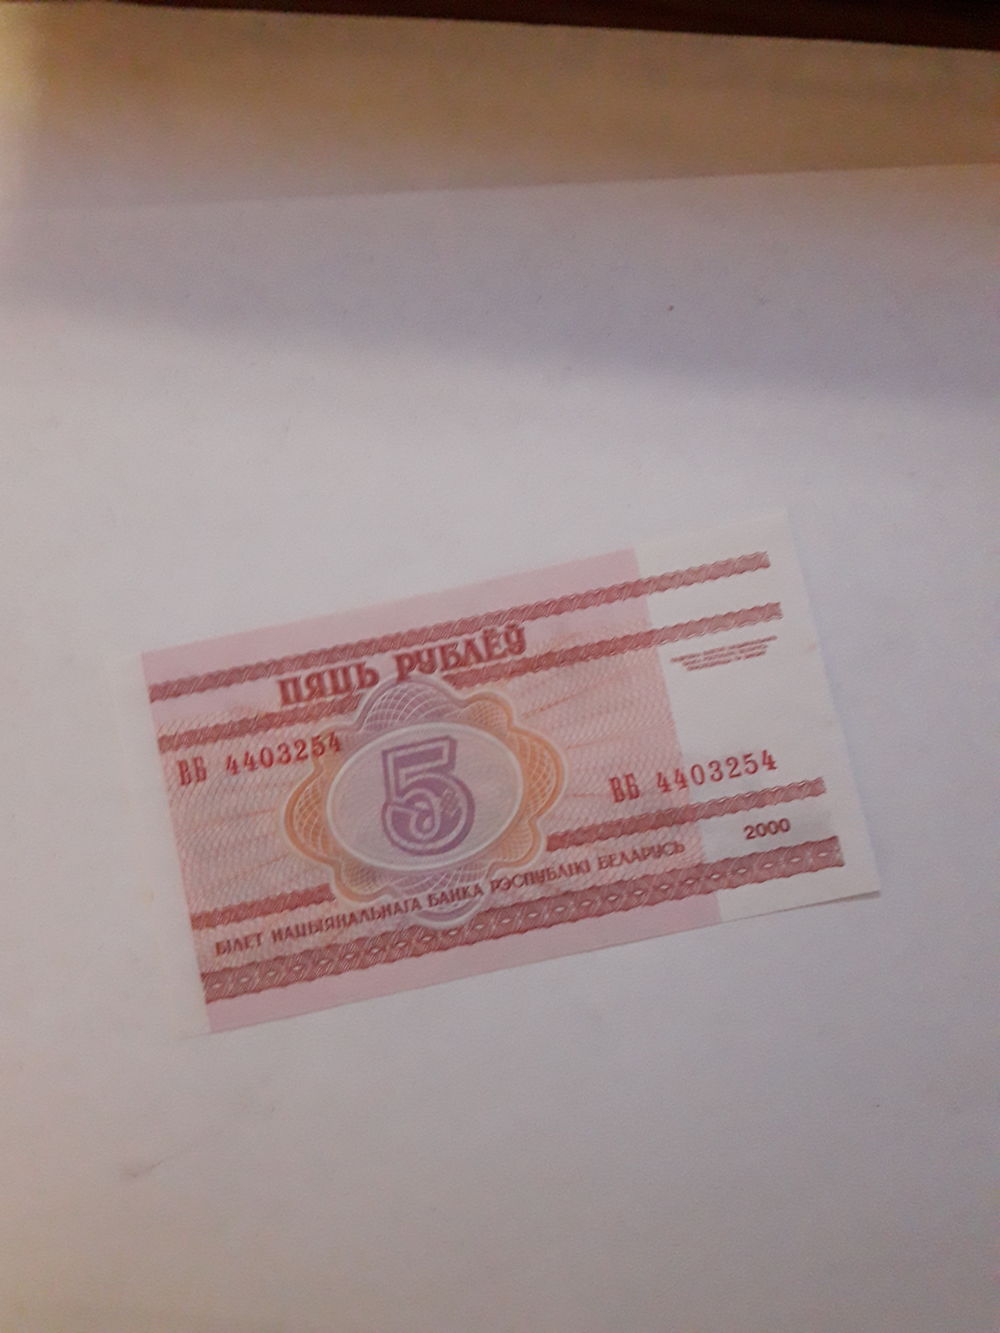 ПЯЦЬ РУБЛЁЎ
ВБ 4403254
5
ВБ 4403254
2000
БІЛЕТ НАЦЫЯНАЛЬНАГА БАНКА РЭСПУБЛІКІ БЕЛАРУСЬ